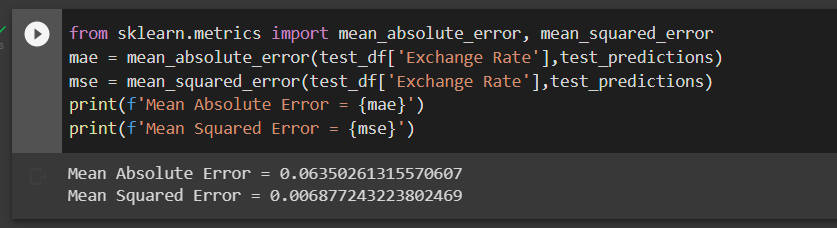 from sklearn.metrics import mean_absolute_error, mean_squared_error
mae = mean_absolute_error(test_df['Exchange Rate'],test_predictions)
mse = mean_squared_error(test_df['Exchange Rate'],test_predictions)
print(f'Mean Absolute Error = {mae}')
print(f'Mean Squared Error = {mse}')
Mean Absolute Error = 0.06350261315570607
Mean Squared Error = 0.006877243223802469